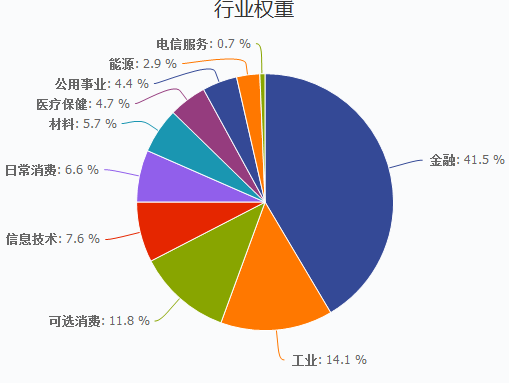 行业权重
电信服务: 0.7 %
能源: 2.9 %
公用事业: 4.4 %
医疗保健: 4.7 %
材料: 5.7 %
日常消费: 6.6 %
信息技术: 7.6 %
可选消费: 11.8 %
工业: 14.1 %
金融: 41.5 %